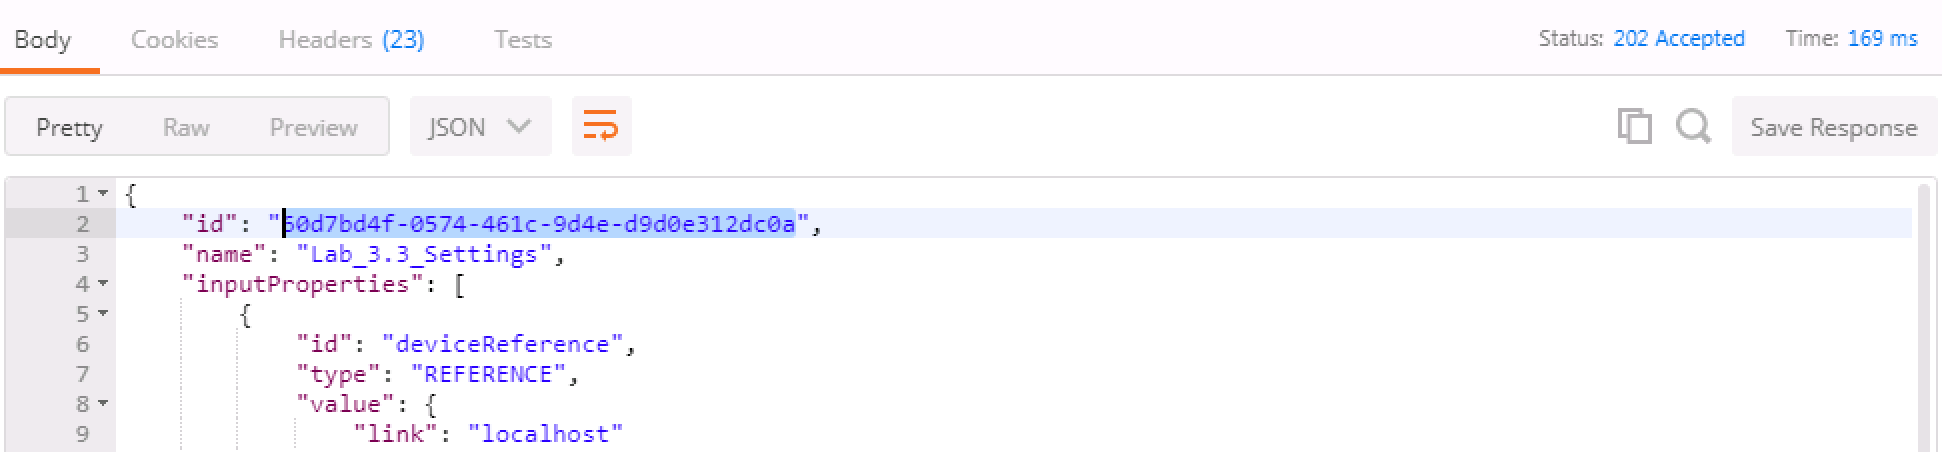 Body Cookies Headers (23) Tests Status: 202 Accepted Time: 169 ms
Pretty Raw Preview JSON Save Response
1 {
2 "id": "60d7bd4f-0574-461c-9d4e-d9d0e312dc0a",
3 "name": "Lab_3.3_Settings",
4 "inputProperties": [
5 {
6 "id": "deviceReference",
7 "type": "REFERENCE",
8 "value": {
9 "link": "localhost"